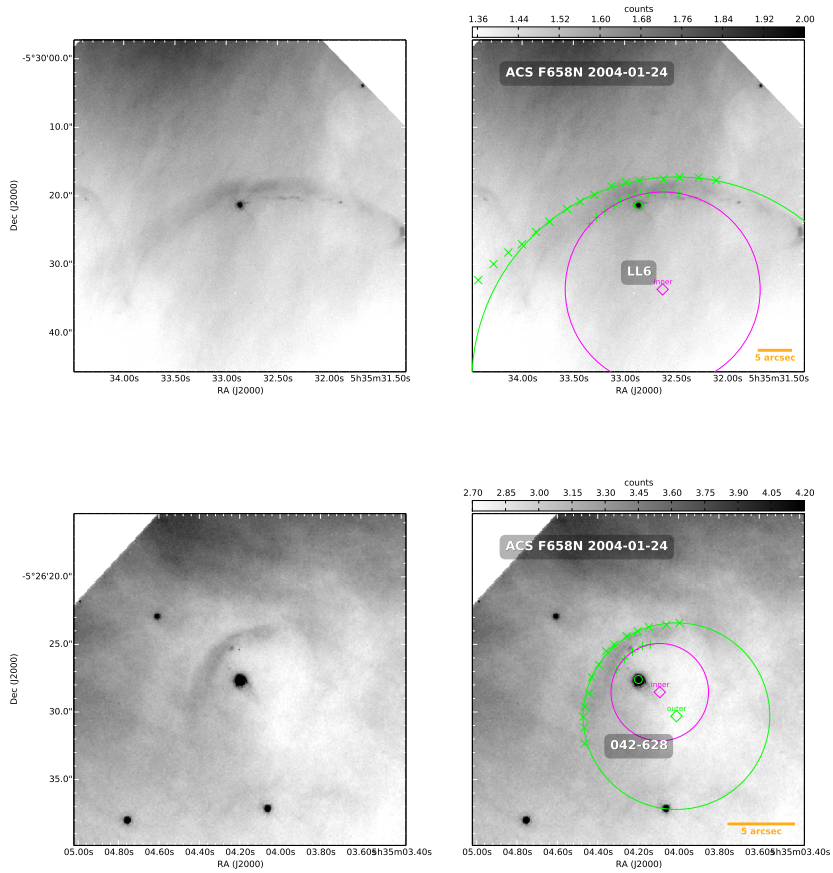 counts
1.36 1.44 1.52 1.60 1.68 1.76 1.84 1.92 2.00
-5°30'00.0"
10.0"
20.0"
30.0"
40.0"
Dec (J2000)
34.00s 33.50s 33.00s 32.50s 32.00s 5h35m31.50s
RA (J2000)
ACS F658N 2004-01-24
LL6
inner
5 arcsec
34.00s 33.50s 33.00s 32.50s 32.00s 5h35m31.50s
RA (J2000)
counts
2.70 2.85 3.00 3.15 3.30 3.45 3.60 3.75 3.90 4.05 4.20
-5°26'20.0"
25.0"
30.0"
35.0"
Dec (J2000)
05.00s 04.80s 04.60s 04.40s 04.20s 04.00s 03.80s 03.60s 5h35m03.40s
RA (J2000)
ACS F658N 2004-01-24
inner
outer
042-628
5 arcsec
05.00s 04.80s 04.60s 04.40s 04.20s 04.00s 03.80s 03.60s 5h35m03.40s
RA (J2000)